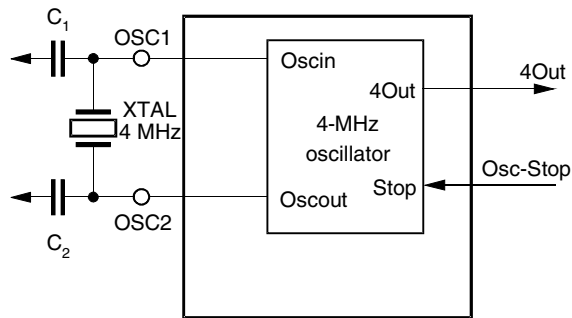 C1
OSC1
Oscin
4Out
4Out
XTAL
4 MHz
4-MHz
oscillator
Osc-Stop
Stop
Oscout
OSC2
C2